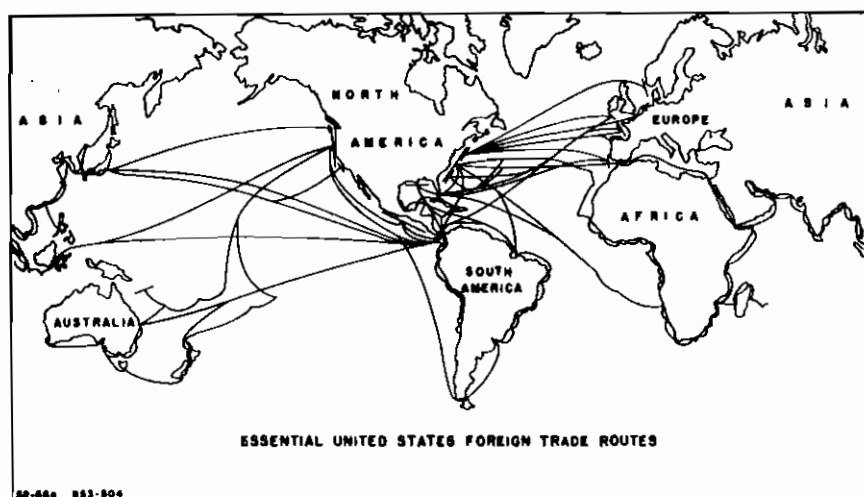 NORTH
ASIA
AMERICA
EUROPE
ASIA
AFRICA
SOUTH
AMERICA
AUSTRALIA
ESSENTIAL UNITED STATES FOREIGN TRADE ROUTES